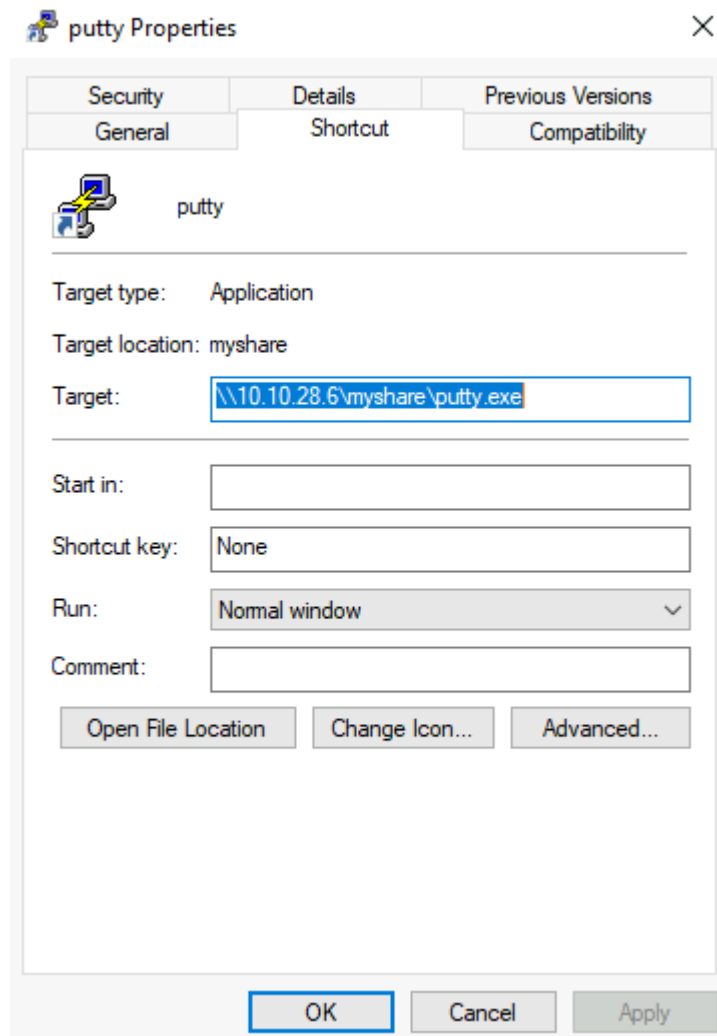 putty Properties
Security Details Previous Versions
General Shortcut Compatibility
putty
Target type: Application
Target location: myshare
Target: \\10.10.28.6\myshare\putty.exe
Start in:
Shortcut key: None
Run: Normal window
Comment:
Open File Location Change Icon... Advanced...
OK Cancel Apply